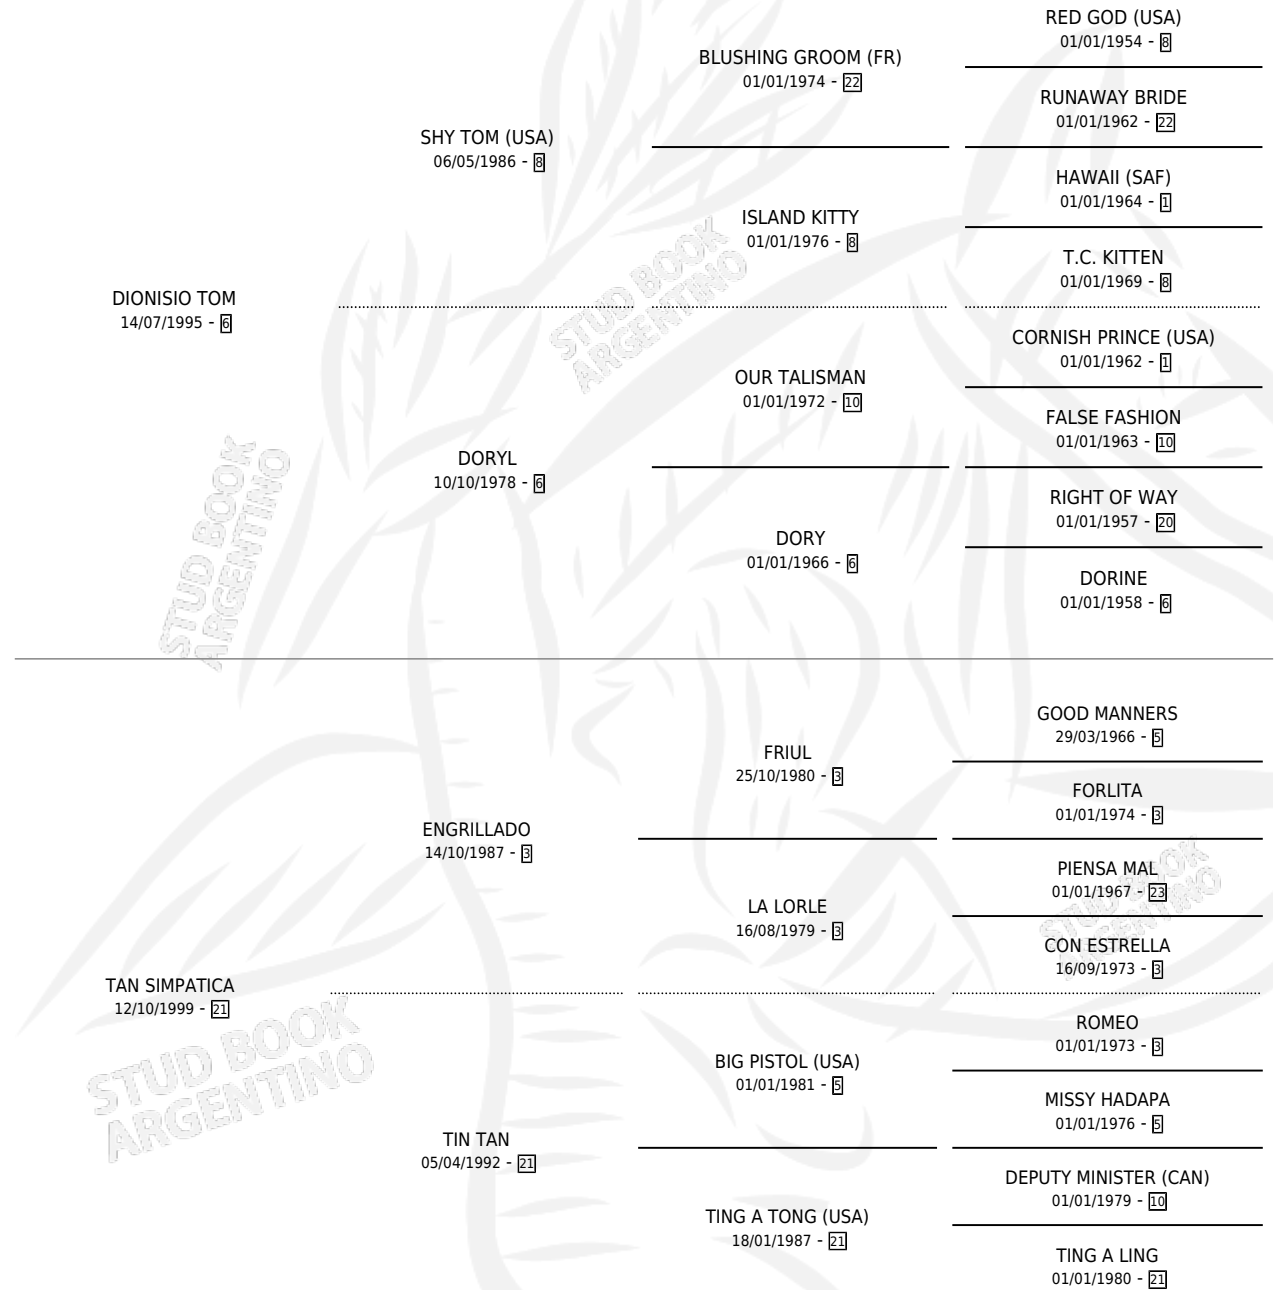 RED GOD (USA)
01/01/1954 - 8
BLUSHING GROOM (FR)
01/01/1974 - 22
RUNAWAY BRIDE
01/01/1962 - 22
SHY TOM (USA)
06/05/1986 - 8
HAWAII (SAF)
01/01/1964 - 1
ISLAND KITTY
01/01/1976 - 8
T.C. KITTEN
01/01/1969 - 8
DIONISIO TOM
14/07/1995 - 6
STUD BOOK
ARGENTINO
CORNISH PRINCE (USA)
01/01/1962 - 1
OUR TALISMAN
01/01/1972 - 10
FALSE FASHION
01/01/1963 - 10
DORYL
10/10/1978 - 6
RIGHT OF WAY
01/01/1957 - 20
DORY
01/01/1966 - 6
DORINE
01/01/1958 - 6
STUD BOOK
ARGENTINO
GOOD MANNERS
29/03/1966 - 5
FRIUL
25/10/1980 - 3
FORLITA
01/01/1974 - 3
ENGRILLADO
14/10/1987 - 3
PIENSA MAL
01/01/1967 - 23
LA LORLE
16/08/1979 - 3
CON ESTRELLA
16/09/1973 - 3
STUD BOOK
ARGENTINO
TAN SIMPATICA
12/10/1999 - 21
STUD BOOK
ARGENTINO
ROMEO
01/01/1973 - 3
BIG PISTOL (USA)
01/01/1981 - 5
MISSY HADAPA
01/01/1976 - 5
TIN TAN
05/04/1992 - 21
DEPUTY MINISTER (CAN)
01/01/1979 - 10
TING A TONG (USA)
18/01/1987 - 21
TING A LING
01/01/1980 - 21